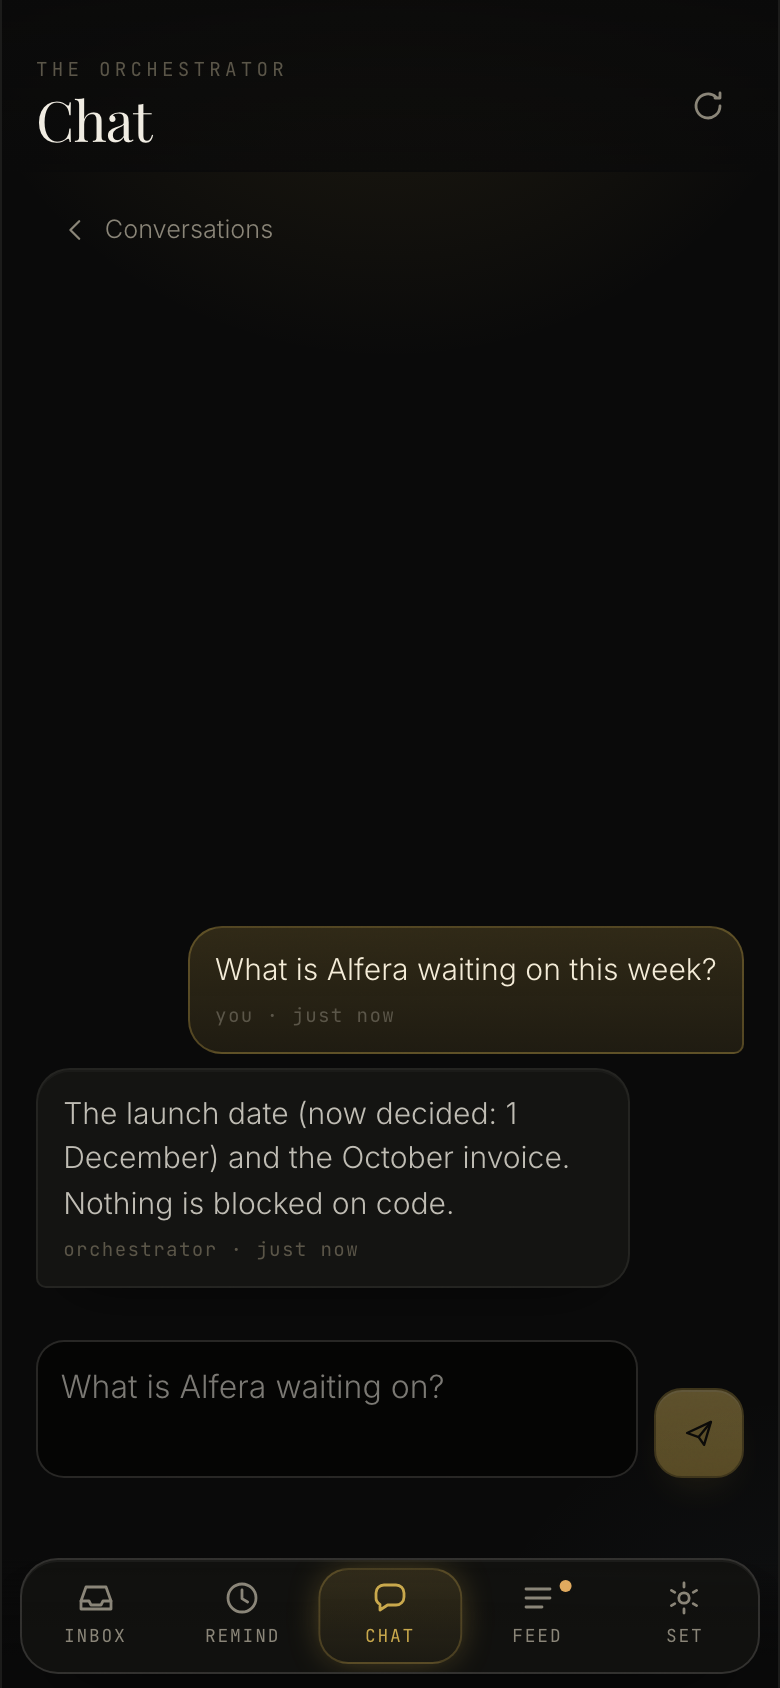 THE ORCHESTRATOR
Chat
Conversations
What is Alfera waiting on this week?
you · just now
The launch date (now decided: 1
December) and the October invoice.
Nothing is blocked on code.
orchestrator · just now
What is Alfera waiting on?
INBOX REMIND CHAT FEED SET